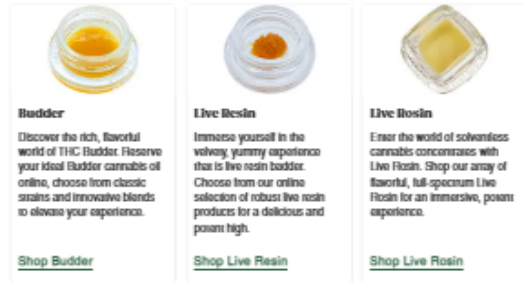 Budder
Discover the rich, flavorful
world of THC Budder. Reserve
your ideal Budder cannabis oil
online, choose from classic
strains and innovative blends
to elevate your experience.
Shop Budder
Live Resin
Immerse yourself in the
velvety, yummy experience
that is live resin badder.
Choose from our online
selection of robust live resin
products for a delicious and
potent high.
Shop Live Resin
Live Rosin
Enter the world of solventless
cannabis concentrates with
Live Rosin. Shop our array of
flavorful, full-spectrum Live
Rosin for an immersive, potent
experience.
Shop Live Rosin